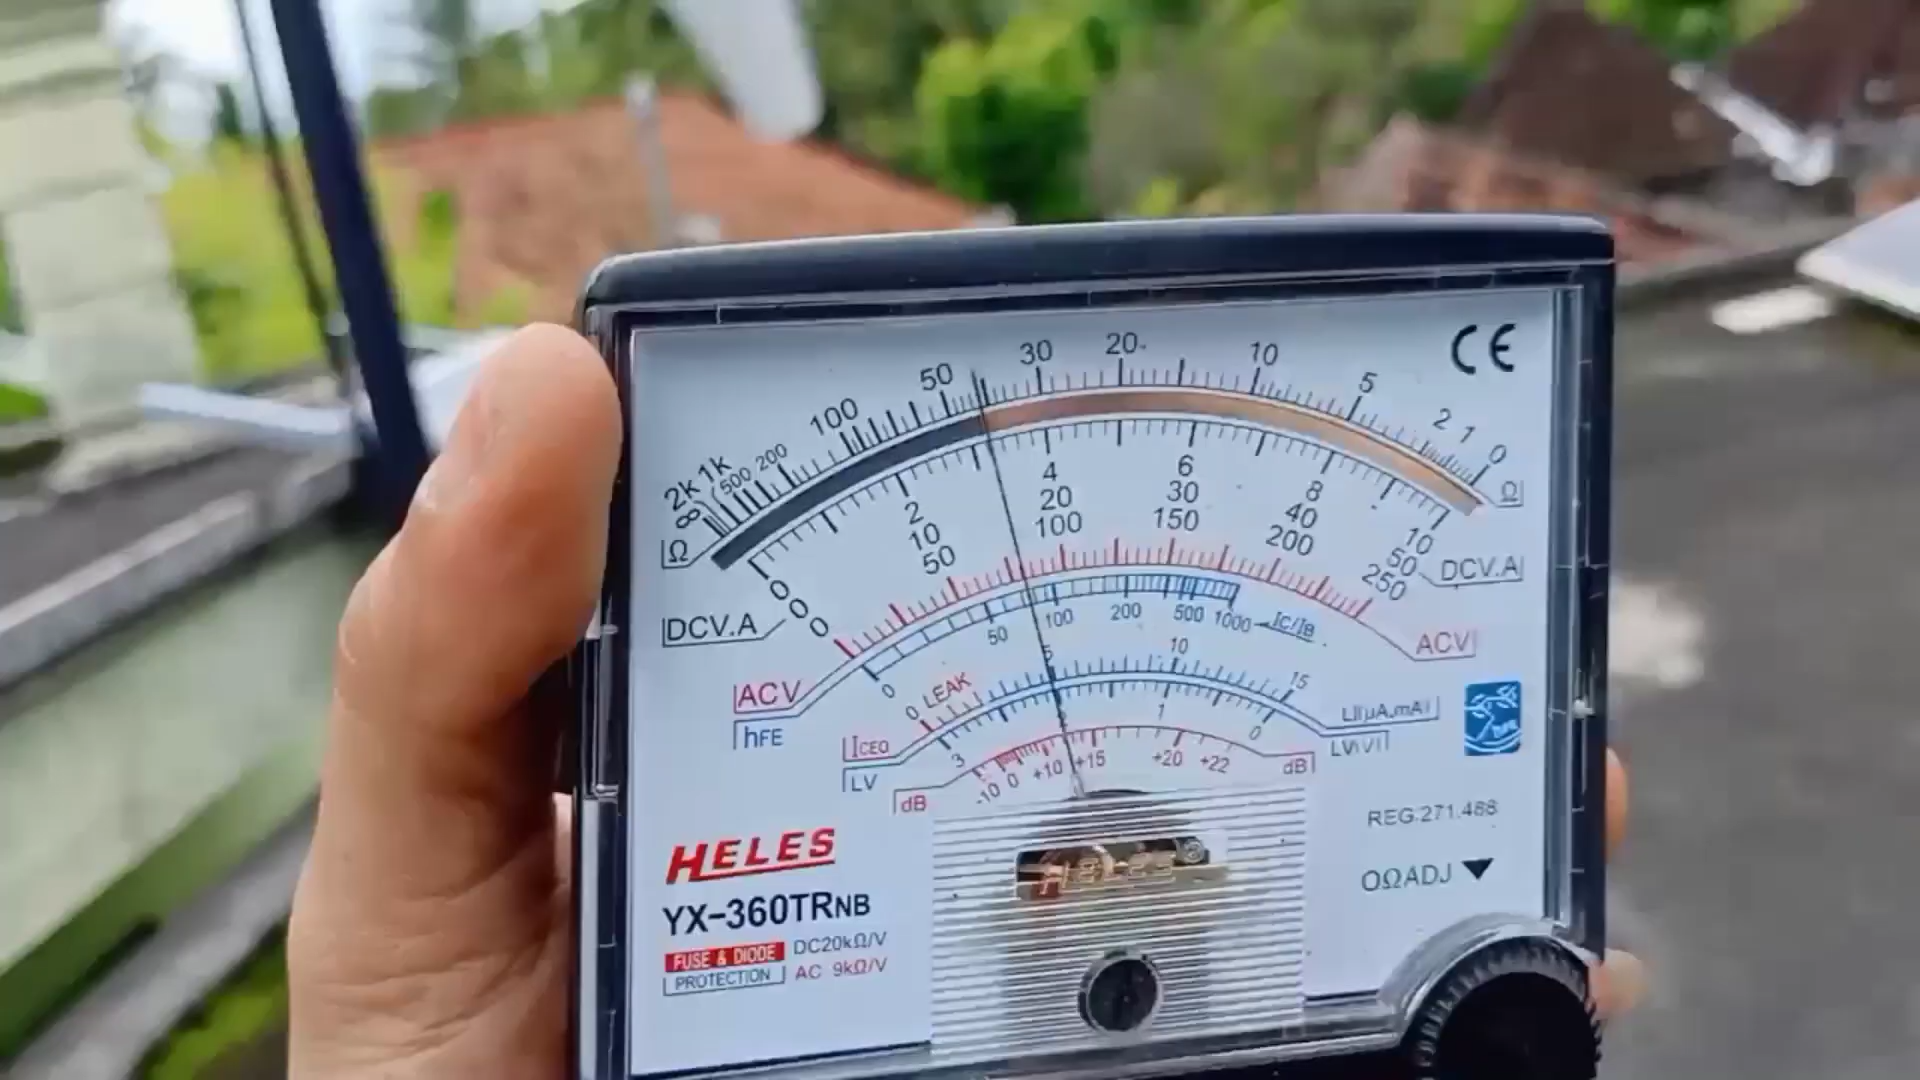 CE
50 30 20 10 5 2 1 0 Ω
∞ 2k 1k 500 200 100
Ω
0 2 4 6 8 10
0 10 20 30 40 50
0 50 100 150 200 250
DCV.A
DCV.A
ACV
ACV
hFE
0 50 100 200 500 1000 IC/IB
0 LEAK 5 10 15
ICEO
LI(μA,mA)
LV
3 2 1 0
LV(V)
dB
-10 0 +10 +15 +20 +22
dB
REG.271.488
HELES
HELES
0ΩADJ ▼
YX-360TRNB
FUSE & DIODE DC20kΩ/V
PROTECTION AC 9kΩ/V